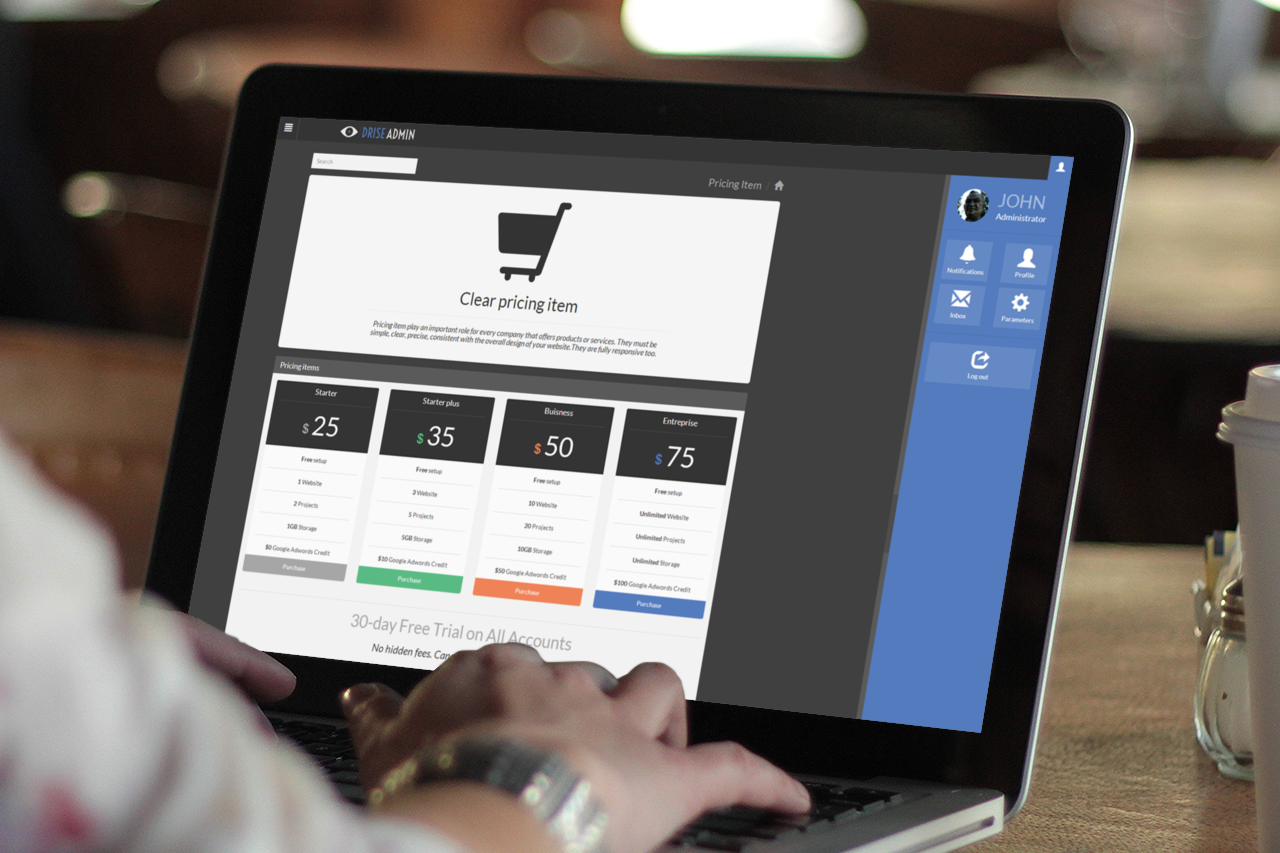 DRISE ADMIN
Search
Pricing Item / 
JOHN
Administrator
Notifications
Profile
Inbox
Parameters
Log out
Clear pricing item
Pricing item play an important role for every company that offers products or services. They must be
simple, clear, precise, consistent with the overall design of your website.They are fully responsive too.
Pricing items
Starter
$ 25
Free setup
1 Website
2 Projects
1GB Storage
$0 Google Adwords Credit
Purchase
Starter plus
$ 35
Free setup
3 Website
5 Projects
5GB Storage
$10 Google Adwords Credit
Purchase
Buisness
$ 50
Free setup
10 Website
20 Projects
10GB Storage
$50 Google Adwords Credit
Purchase
Entreprise
$ 75
Free setup
Unlimited Website
Unlimited Projects
Unlimited Storage
$100 Google Adwords Credit
Purchase
30-day Free Trial on All Accounts
No hidden fees.